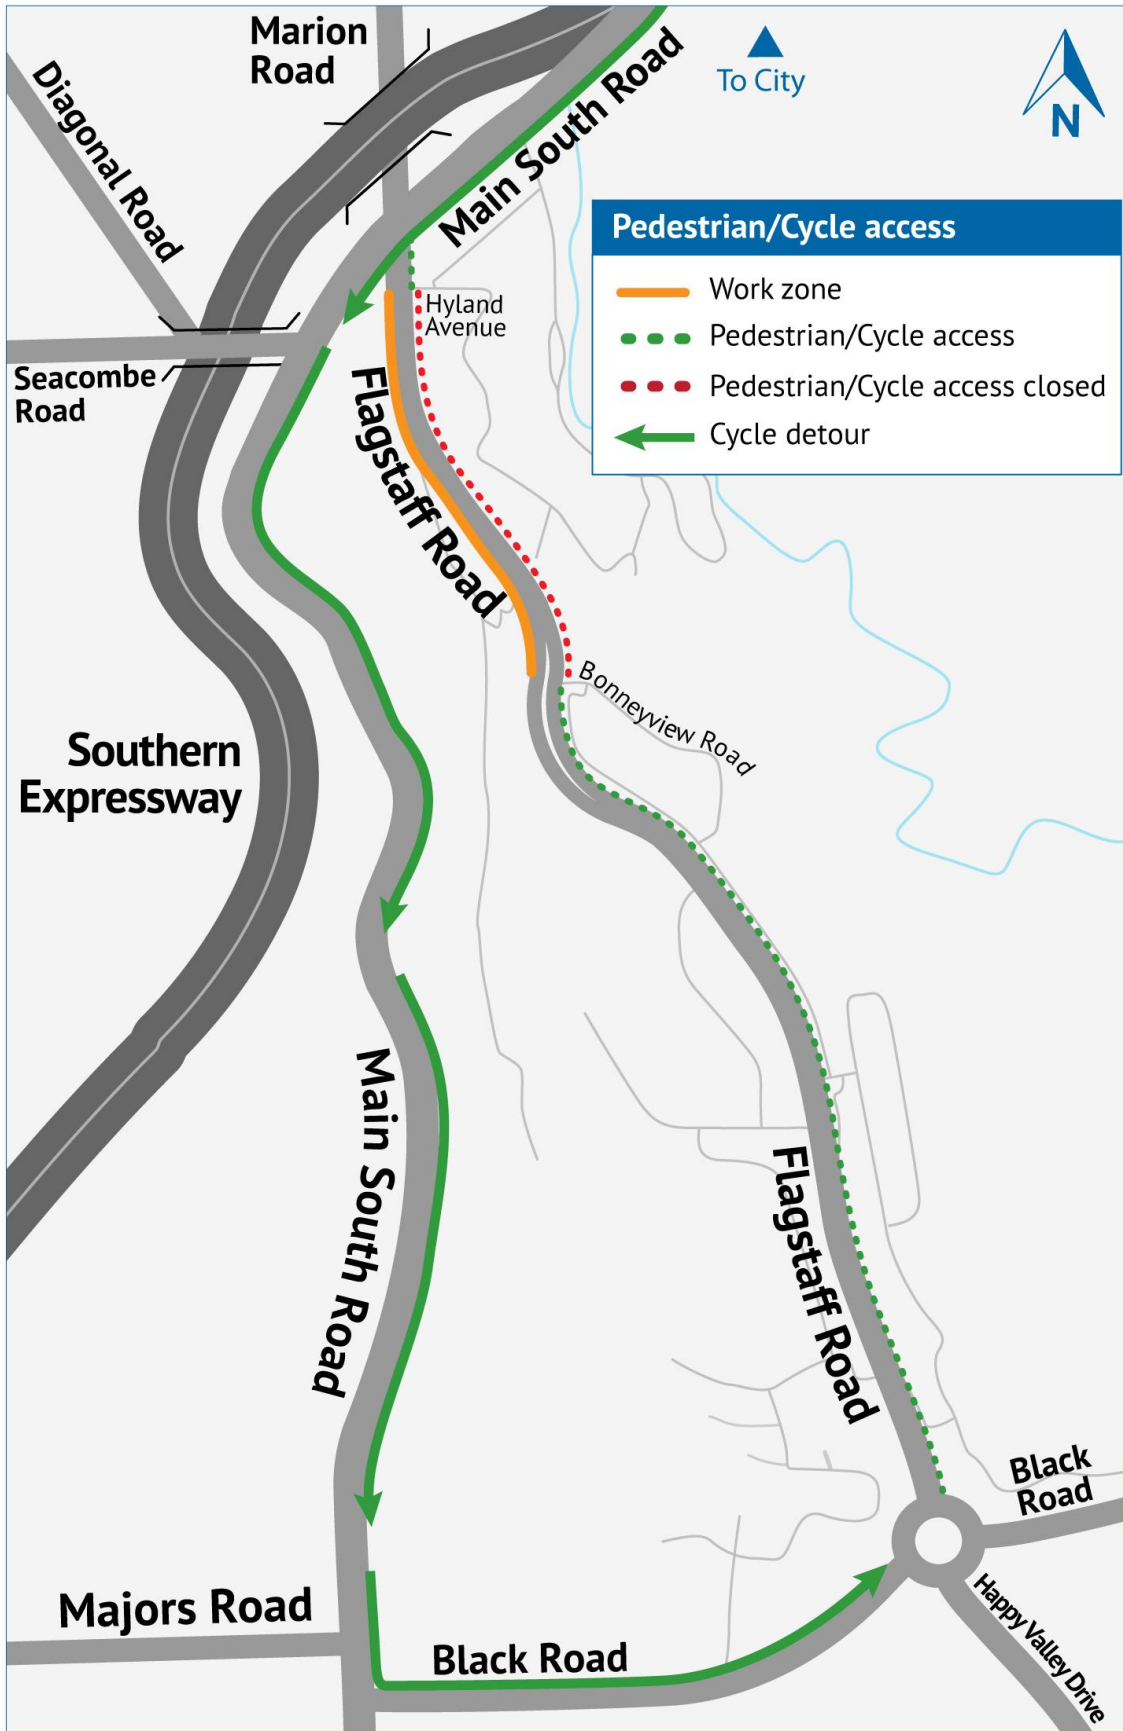 Marion
Road
To City
N
Diagonal Road
Main South Road
Pedestrian/Cycle access
Work zone
Pedestrian/Cycle access
Pedestrian/Cycle access closed
Cycle detour
Hyland
Avenue
Seacombe
Road
Flagstaff Road
Bonneyview Road
Southern
Expressway
Main South Road
Flagstaff Road
Black
Road
Majors Road
Black Road
Happy Valley Drive